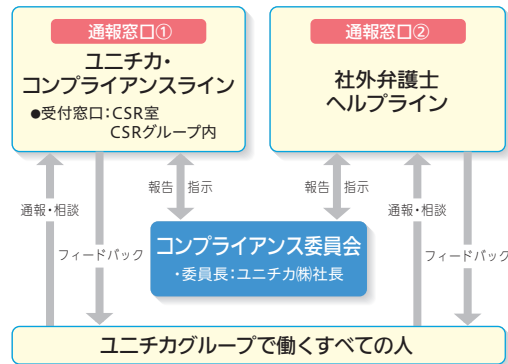 通報窓口①
ユニチカ・
コンプライアンスライン
●受付窓口：CSR室
CSRグループ内
通報窓口②
社外弁護士
ヘルプライン
報告 指示
報告 指示
通報・相談
通報・相談
フィードバック
フィードバック
コンプライアンス委員会
・委員長：ユニチカ㈱社長
ユニチカグループで働くすべての人